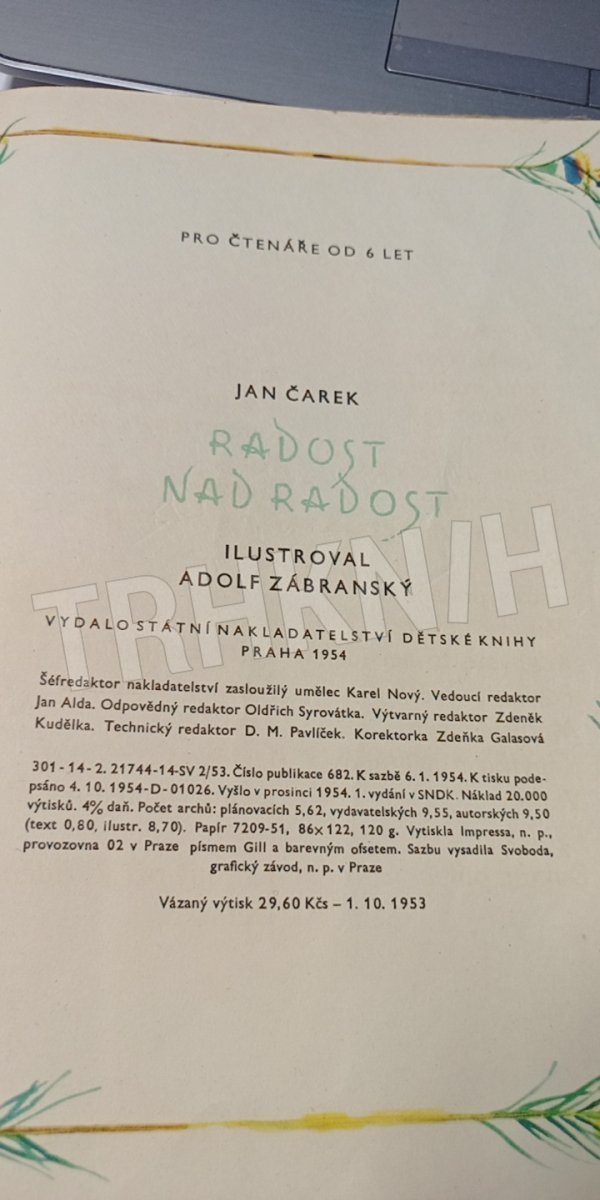 PRO ČTENÁŘE OD 6 LET
JAN ČAREK
RADOST
NAD RADOST
ILUSTROVAL
ADOLF ZÁBRANSKÝ
TRHKNIH
VYDALO STÁTNÍ NAKLADATELSTVÍ DĚTSKÉ KNIHY
PRAHA 1954
Šéfredaktor nakladatelství zasloužilý umělec Karel Nový. Vedoucí redaktor
Jan Alda. Odpovědný redaktor Oldřich Syrovátka. Výtvarný redaktor Zdeněk
Kudělka. Technický redaktor D. M. Pavlíček. Korektorka Zdeňka Galasová
301 - 14 - 2. 21744-14-SV 2/53. Číslo publikace 682. K sazbě 6. 1. 1954. K tisku pode-
psáno 4. 10. 1954 - D - 01026. Vyšlo v prosinci 1954. 1. vydání v SNDK. Náklad 20.000
výtisků. 4% daň. Počet archů: plánovacích 5,62, vydavatelských 9,55, autorských 9,50
(text 0,80, ilustr. 8,70). Papír 7209-51, 86×122, 120 g. Vytiskla Impressa, n. p.,
provozovna 02 v Praze písmem Gill a barevným ofsetem. Sazbu vysadila Svoboda,
grafický závod, n. p. v Praze
Vázaný výtisk 29,60 Kčs – 1. 10. 1953